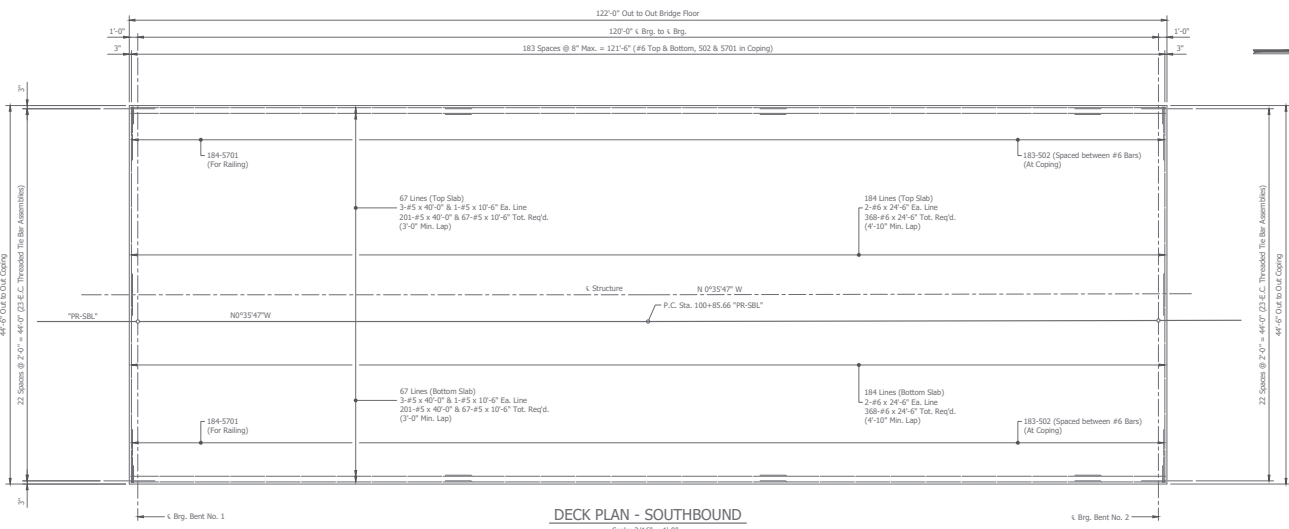 122'-0" Out to Out Bridge Floor
1'-0"
120'-0" ℄ Brg. to ℄ Brg.
1'-0"
3"
183 Spaces @ 8" Max. = 121'-6" (#6 Top & Bottom, 502 & 5701 in Coping)
3"
3"
44'-6" Out to Out Coping
22 Spaces @ 2'-0" = 44'-0" (23-E.C. Threaded Tie Bar Assemblies)
184-5701
(For Railing)
183-502 (Spaced between #6 Bars)
(At Coping)
67 Lines (Top Slab)
3-#5 x 40'-0" & 1-#5 x 10'-6" Ea. Line
201-#5 x 40'-0" & 67-#5 x 10'-6" Tot. Req'd.
(3'-0" Min. Lap)
184 Lines (Top Slab)
2-#6 x 24'-6" Ea. Line
368-#6 x 24'-6" Tot. Req'd.
(4'-10" Min. Lap)
22 Spaces @ 2'-0" = 44'-0" (23-E.C. Threaded Tie Bar Assemblies)
44'-6" Out to Out Coping
℄ Structure
N 0°35'47" W
P.C. Sta. 100+85.66 "PR-SBL"
"PR-SBL"
N0°35'47"W
67 Lines (Bottom Slab)
3-#5 x 40'-0" & 1-#5 x 10'-6" Ea. Line
201-#5 x 40'-0" & 67-#5 x 10'-6" Tot. Req'd.
(3'-0" Min. Lap)
184 Lines (Bottom Slab)
2-#6 x 24'-6" Ea. Line
368-#6 x 24'-6" Tot. Req'd.
(4'-10" Min. Lap)
184-5701
(For Railing)
183-502 (Spaced between #6 Bars)
(At Coping)
3"
℄ Brg. Bent No. 1
DECK PLAN - SOUTHBOUND
℄ Brg. Bent No. 2